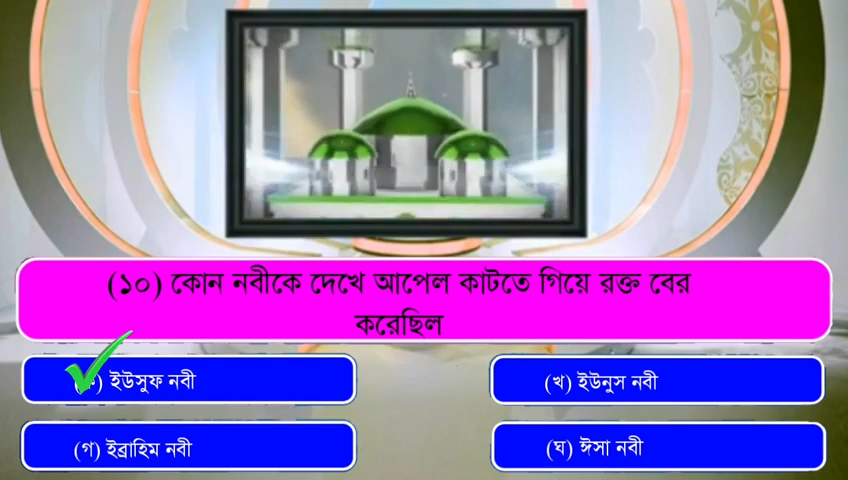 (১০) কোন নবীকে দেখে আপেল কাটতে গিয়ে রক্ত বের
করেছিল
ইউসুফ নবী
(খ) ইউনুস নবী
(গ) ইব্রাহিম নবী
(ঘ) ঈসা নবী